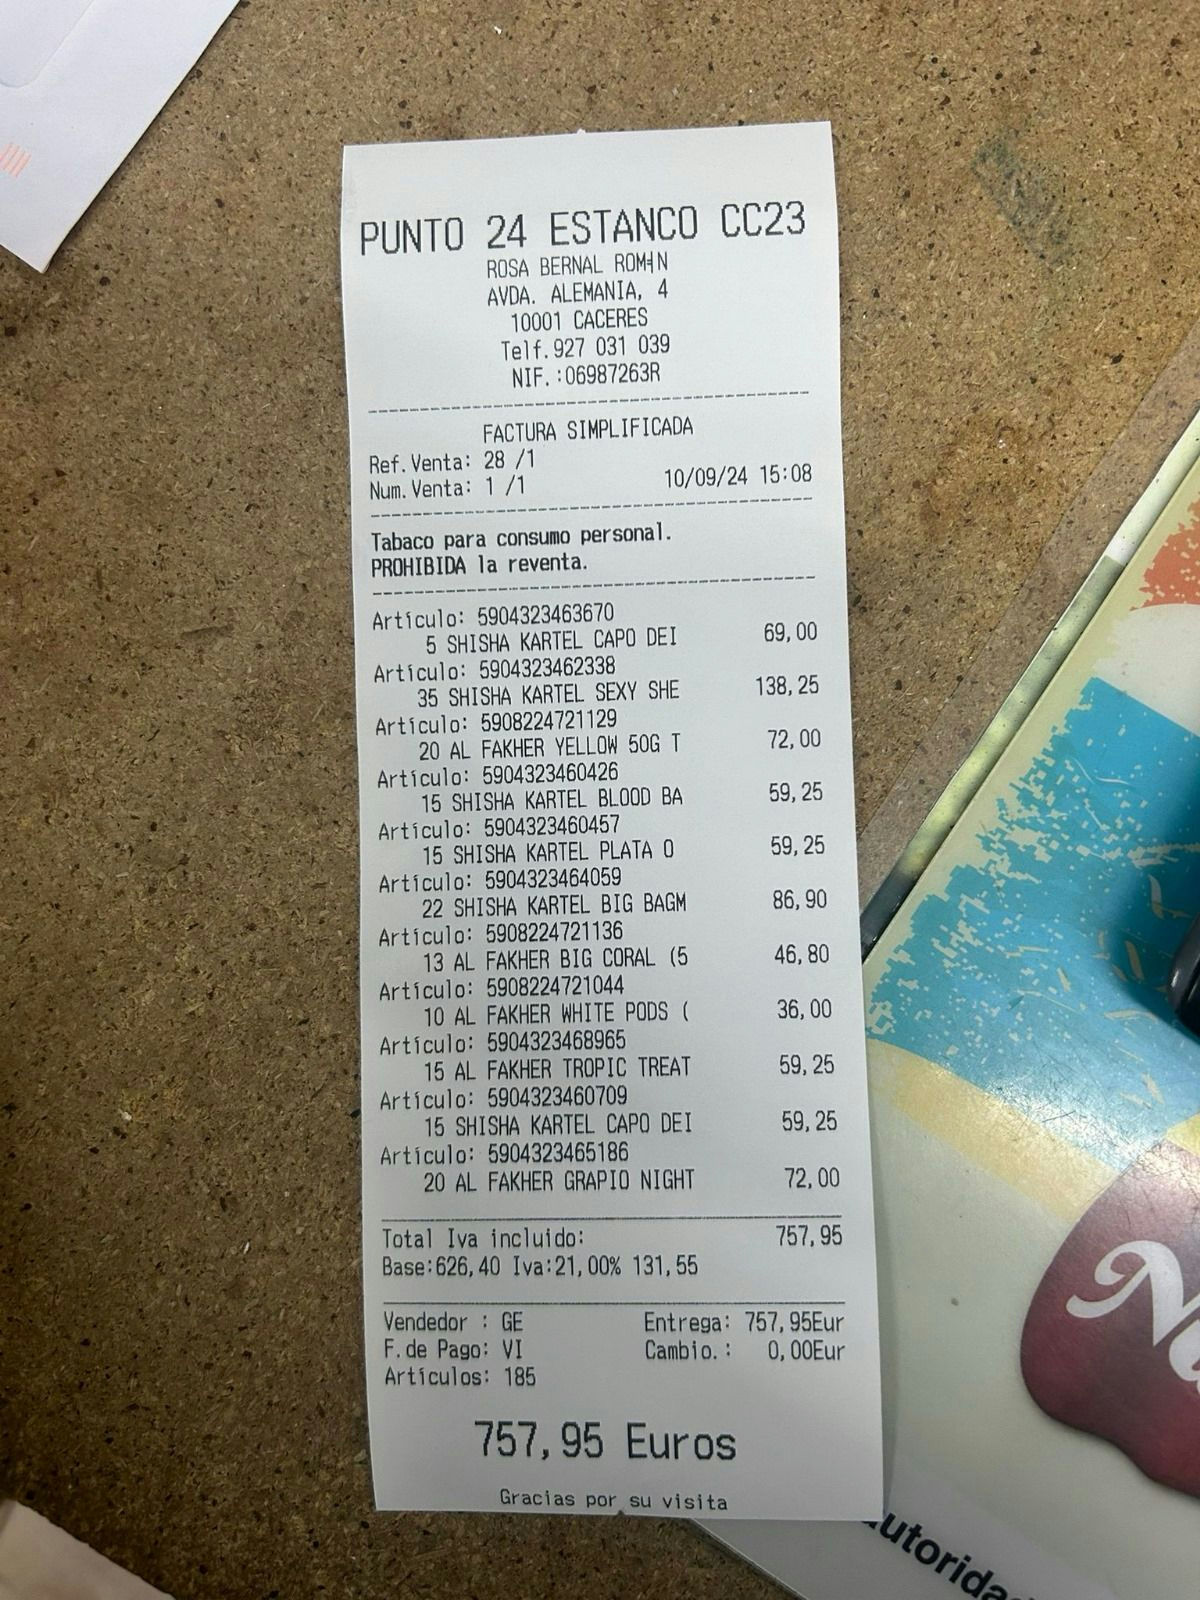 PUNTO 24 ESTANCO CC23
ROSA BERNAL ROM╡N
AVDA. ALEMANIA, 4
10001 CACERES
Telf.927 031 039
NIF.:06987263R
FACTURA SIMPLIFICADA
Ref.Venta: 28 /1
Num.Venta: 1 /1 10/09/24 15:08
Tabaco para consumo personal.
PROHIBIDA la reventa.
Artículo: 5904323463670
5 SHISHA KARTEL CAPO DEI 69,00
Artículo: 5904323462338
35 SHISHA KARTEL SEXY SHE 138,25
Artículo: 5908224721129
20 AL FAKHER YELLOW 50G T 72,00
Artículo: 5904323460426
15 SHISHA KARTEL BLOOD BA 59,25
Artículo: 5904323460457
15 SHISHA KARTEL PLATA O 59,25
Artículo: 5904323464059
22 SHISHA KARTEL BIG BAGM 86,90
Artículo: 5908224721136
13 AL FAKHER BIG CORAL (5 46,80
Artículo: 5908224721044
10 AL FAKHER WHITE PODS ( 36,00
Artículo: 5904323468965
15 AL FAKHER TROPIC TREAT 59,25
Artículo: 5904323460709
15 SHISHA KARTEL CAPO DEI 59,25
Artículo: 5904323465186
20 AL FAKHER GRAPIO NIGHT 72,00
Total Iva incluido: 757,95
Base:626,40 Iva:21,00% 131,55
Vendedor : GE Entrega: 757,95Eur
F.de Pago: VI Cambio.: 0,00Eur
Artículos: 185
757,95 Euros
Gracias por su visita